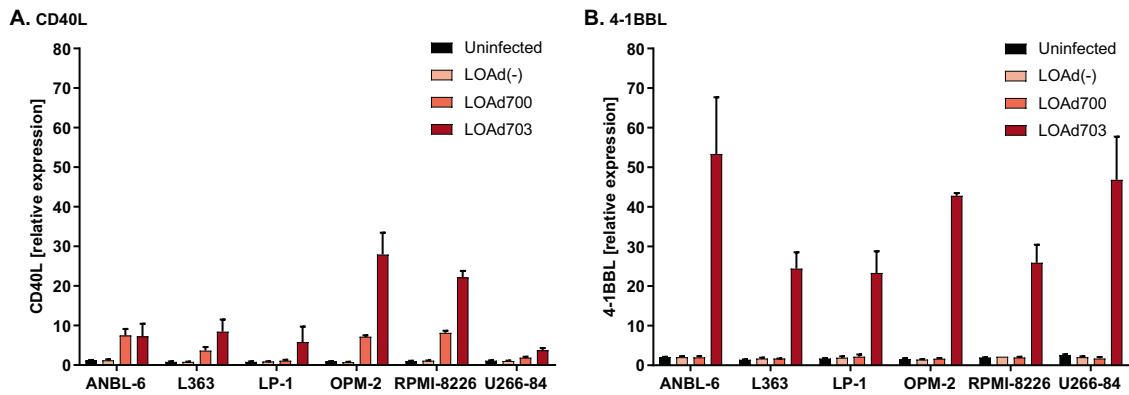 A. CD40L
CD40L [relative expression]
80
70
60
50
40
30
20
10
0
Uninfected
LOAd(-)
LOAd700
LOAd703
ANBL-6 L363 LP-1 OPM-2 RPMI-8226 U266-84
B. 4-1BBL
4-1BBL [relative expression]
80
70
60
50
40
30
20
10
0
Uninfected
LOAd(-)
LOAd700
LOAd703
ANBL-6 L363 LP-1 OPM-2 RPMI-8226 U266-84